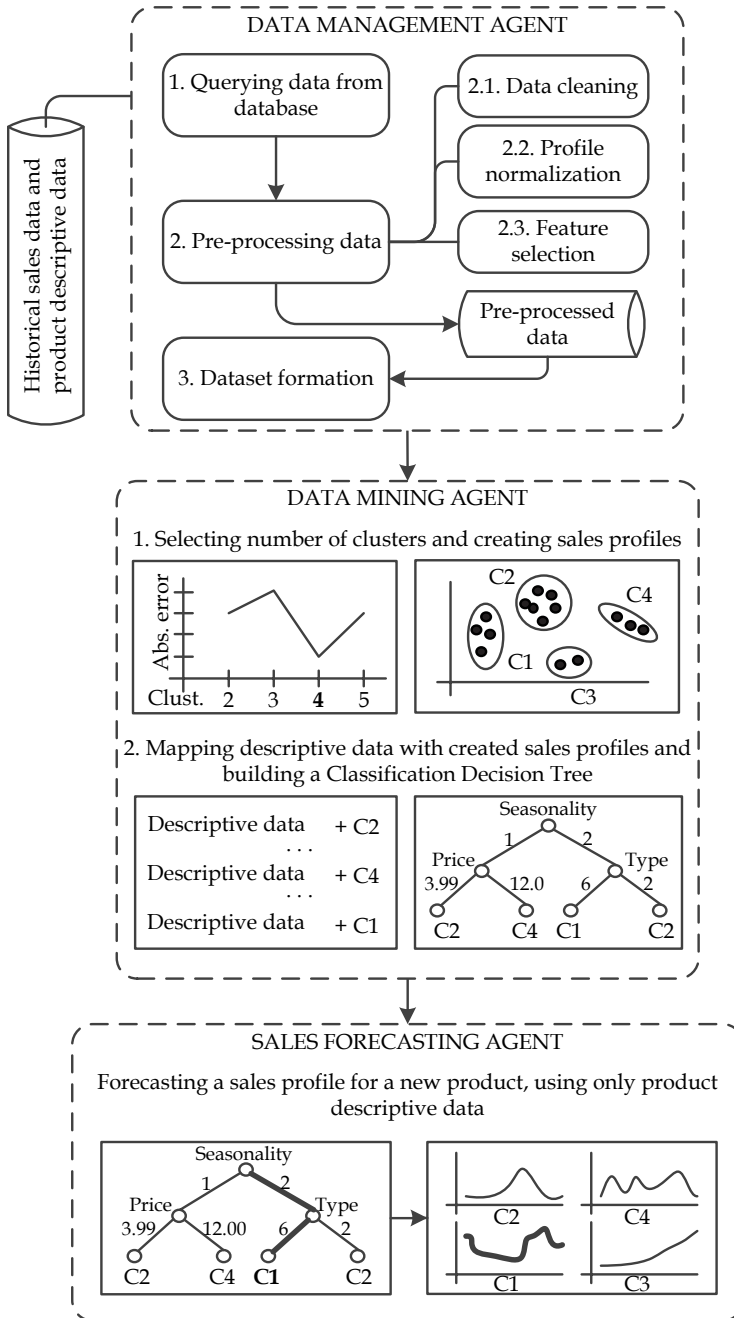 DATA MANAGEMENT AGENT
Historical sales data and
product descriptive data
1. Querying data from
database
2.1. Data cleaning
2.2. Profile
normalization
2. Pre-processing data
2.3. Feature
selection
Pre-processed
data
3. Dataset formation
DATA MINING AGENT
1. Selecting number of clusters and creating sales profiles
Abs. error
Clust. 2 3 4 5
C2
C4
C1
C3
2. Mapping descriptive data with created sales profiles and
building a Classification Decision Tree
Descriptive data + C2
. . .
Descriptive data + C4
. . .
Descriptive data + C1
Seasonality
1 2
Price Type
3.99 12.0 6 2
C2 C4 C1 C2
SALES FORECASTING AGENT
Forecasting a sales profile for a new product, using only product
descriptive data
Seasonality
1 2
Price Type
3.99 12.00 6 2
C2 C4 C1 C2
C2 C4
C1 C3